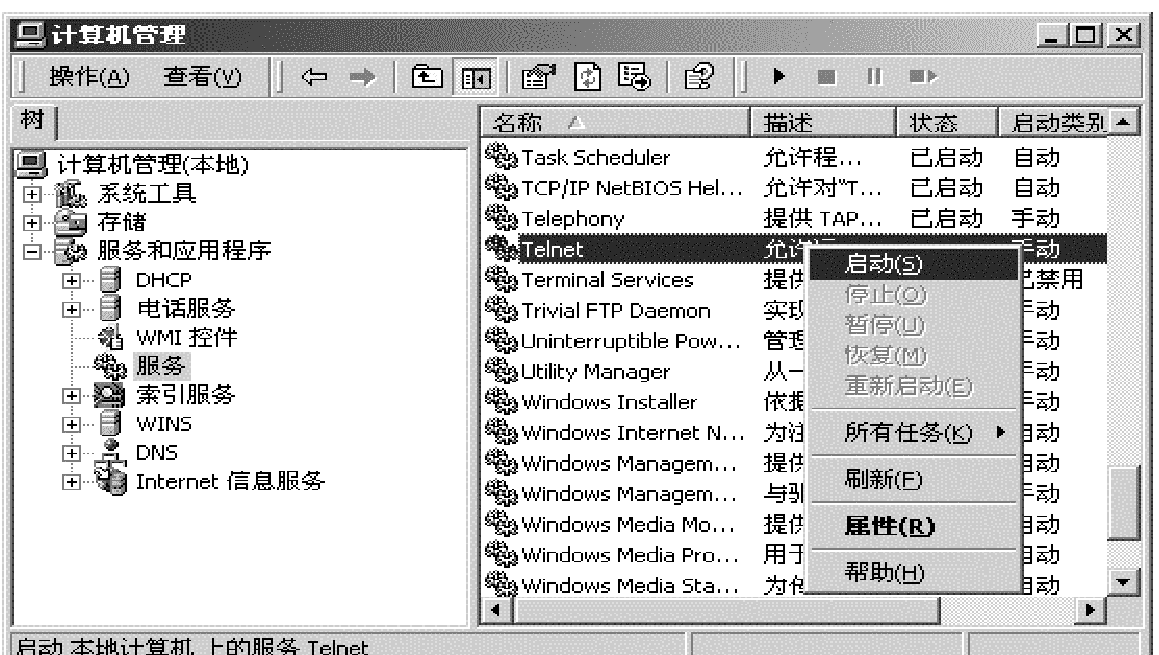 计算机管理
操作(A) 查看(V)
树
名称 描述 状态 启动类别
计算机管理(本地)
系统工具
存储
服务和应用程序
DHCP
电话服务
WMI 控件
服务
索引服务
WINS
DNS
Internet 信息服务
Task Scheduler 允许程... 已启动 自动
TCP/IP NetBIOS Hel... 允许对"T... 已启动 自动
Telephony 提供 TAP... 已启动 手动
Telnet 允许 手动
Terminal Services 提供 禁用
Trivial FTP Daemon 实现 手动
Uninterruptible Pow... 管理 手动
Utility Manager 从一 手动
Windows Installer 依据 手动
Windows Internet N... 为注 自动
Windows Managem... 提供 自动
Windows Managem... 与驱 手动
Windows Media Mo... 提供 自动
Windows Media Pro... 用于 自动
Windows Media Sta... 为传 自动
启动(S)
停止(O)
暂停(U)
恢复(M)
重新启动(E)
所有任务(K)
刷新(F)
属性(R)
帮助(H)
启动 本地计算机 上的服务 Telnet